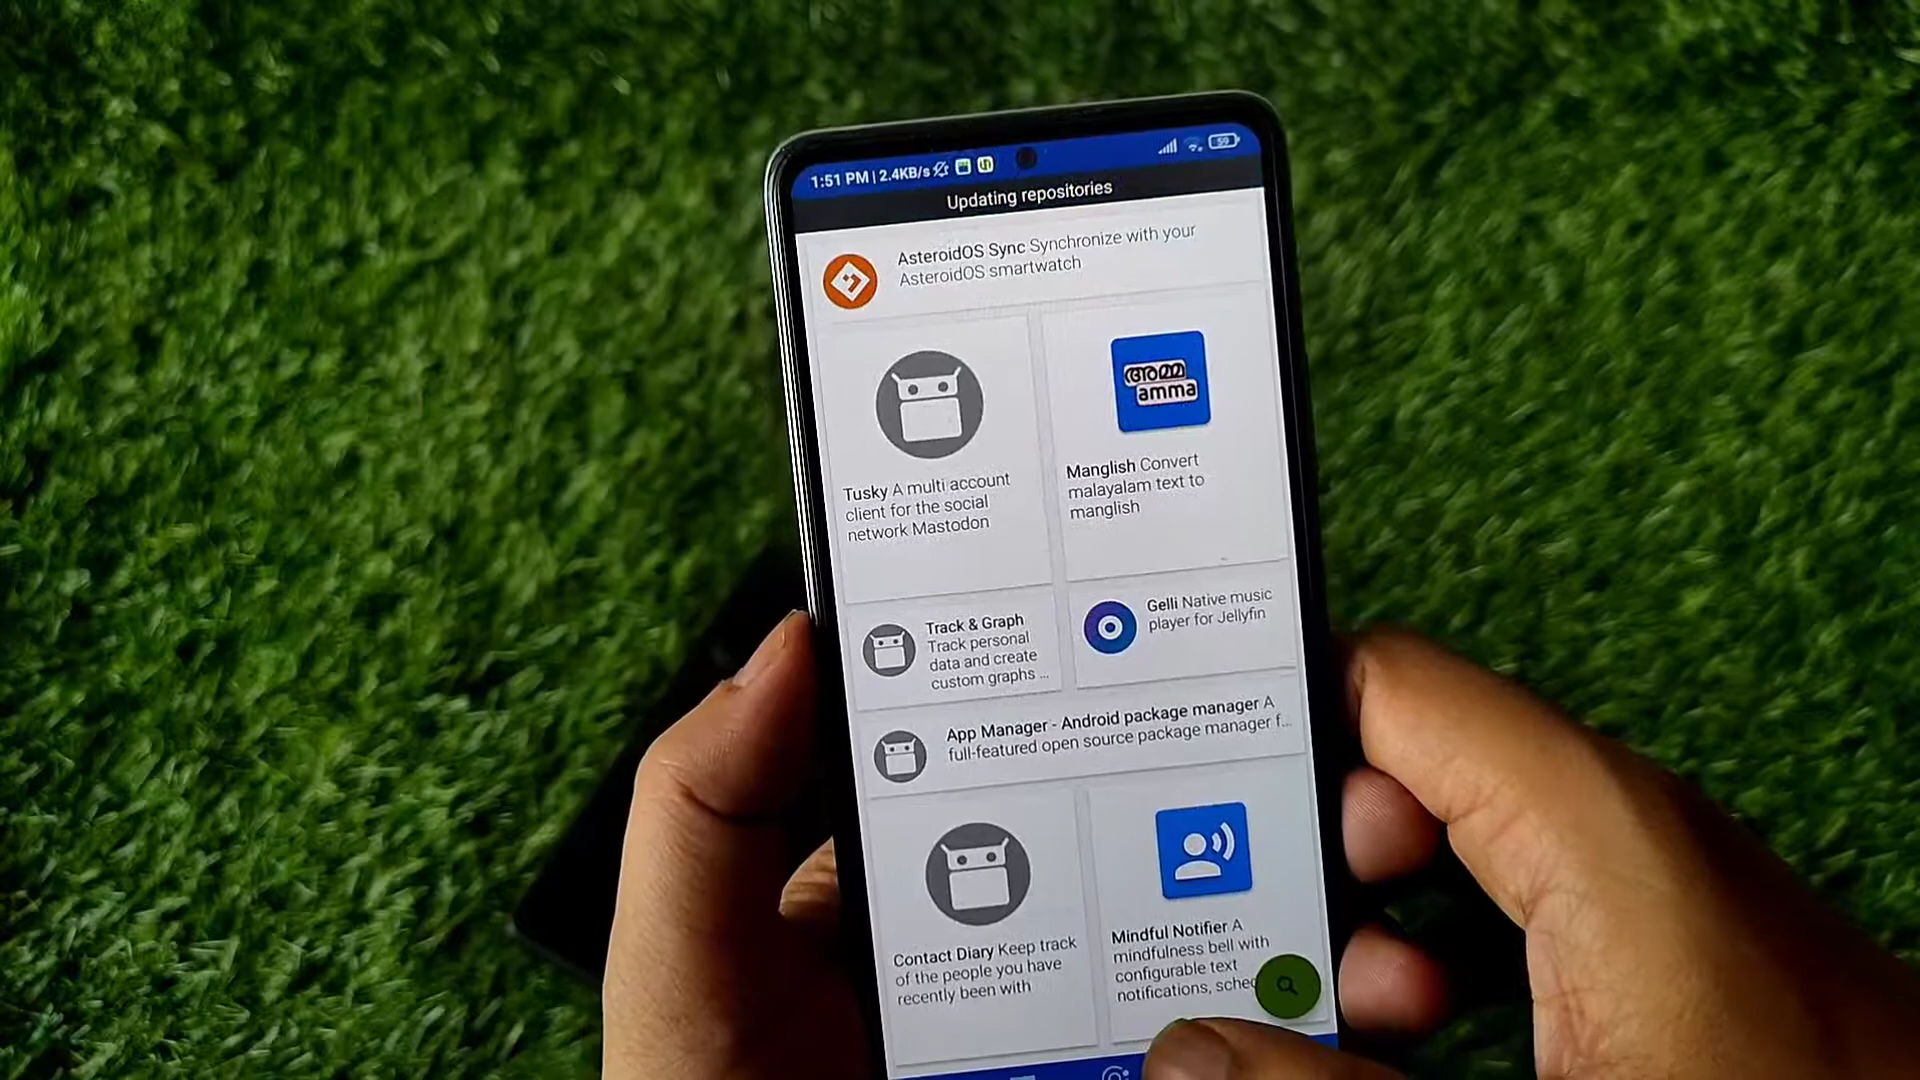 1:51 PM | 2.4KB/s
59
Updating repositories
AsteroidOS Sync Synchronize with your
AsteroidOS smartwatch
Tusky A multi account
client for the social
network Mastodon
അമ്മ
amma
Manglish Convert
malayalam text to
manglish
Track & Graph
Track personal
data and create
custom graphs ...
Gelli Native music
player for Jellyfin
App Manager - Android package manager A
full-featured open source package manager f...
Contact Diary Keep track
of the people you have
recently been with
Mindful Notifier A
mindfulness bell with
configurable text
notifications, sche